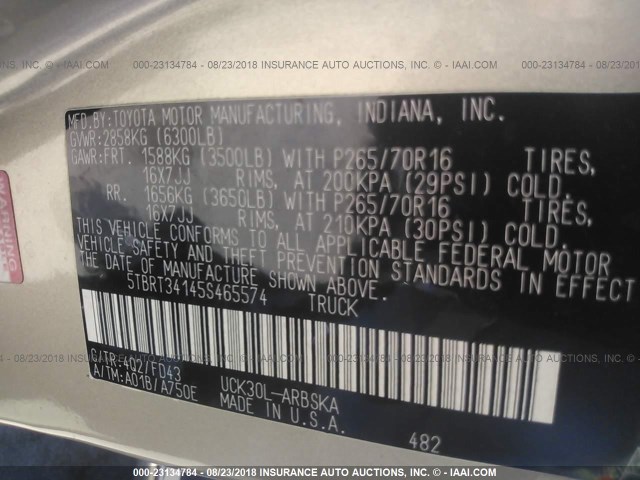 000-23134784 - 08/23/2018 INSURANCE AUTO AUCTIONS, INC. - © IAAI.COM
MFD.BY:TOYOTA MOTOR MANUFACTURING, INDIANA, INC.
GVWR:2858KG (6300LB)
GAWR:FRT. 1588KG (3500LB) WITH P265/70R16 TIRES,
16X7JJ RIMS, AT 200KPA (29PSI) COLD.
RR. 1656KG (3650LB) WITH P265/70R16 TIRES,
16X7JJ RIMS, AT 210KPA (30PSI) COLD.
THIS VEHICLE CONFORMS TO ALL APPLICABLE FEDERAL MOTOR
VEHICLE SAFETY AND THEFT PREVENTION STANDARDS IN EFFECT
THE DATE OF MANUFACTURE SHOWN ABOVE.
5TBRT34145S465574 TRUCK
C/TR:4Q2/FD43
A/TM:A01B/A750E
UCK30L-ARBSKA
MADE IN U.S.A.
482
WARNING
000-23134784 - 08/23/2018 INSURANCE AUTO AUCTIONS, INC. - © IAAI.COM